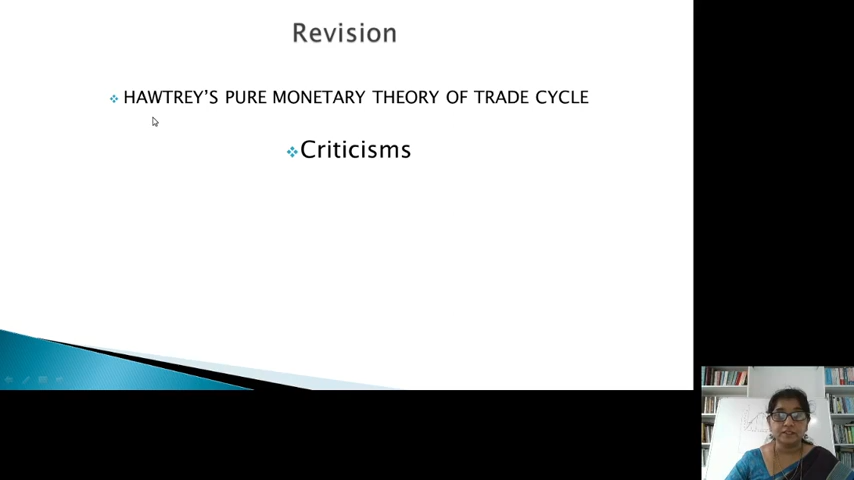 Revision
HAWTREY'S PURE MONETARY THEORY OF TRADE CYCLE
Criticisms